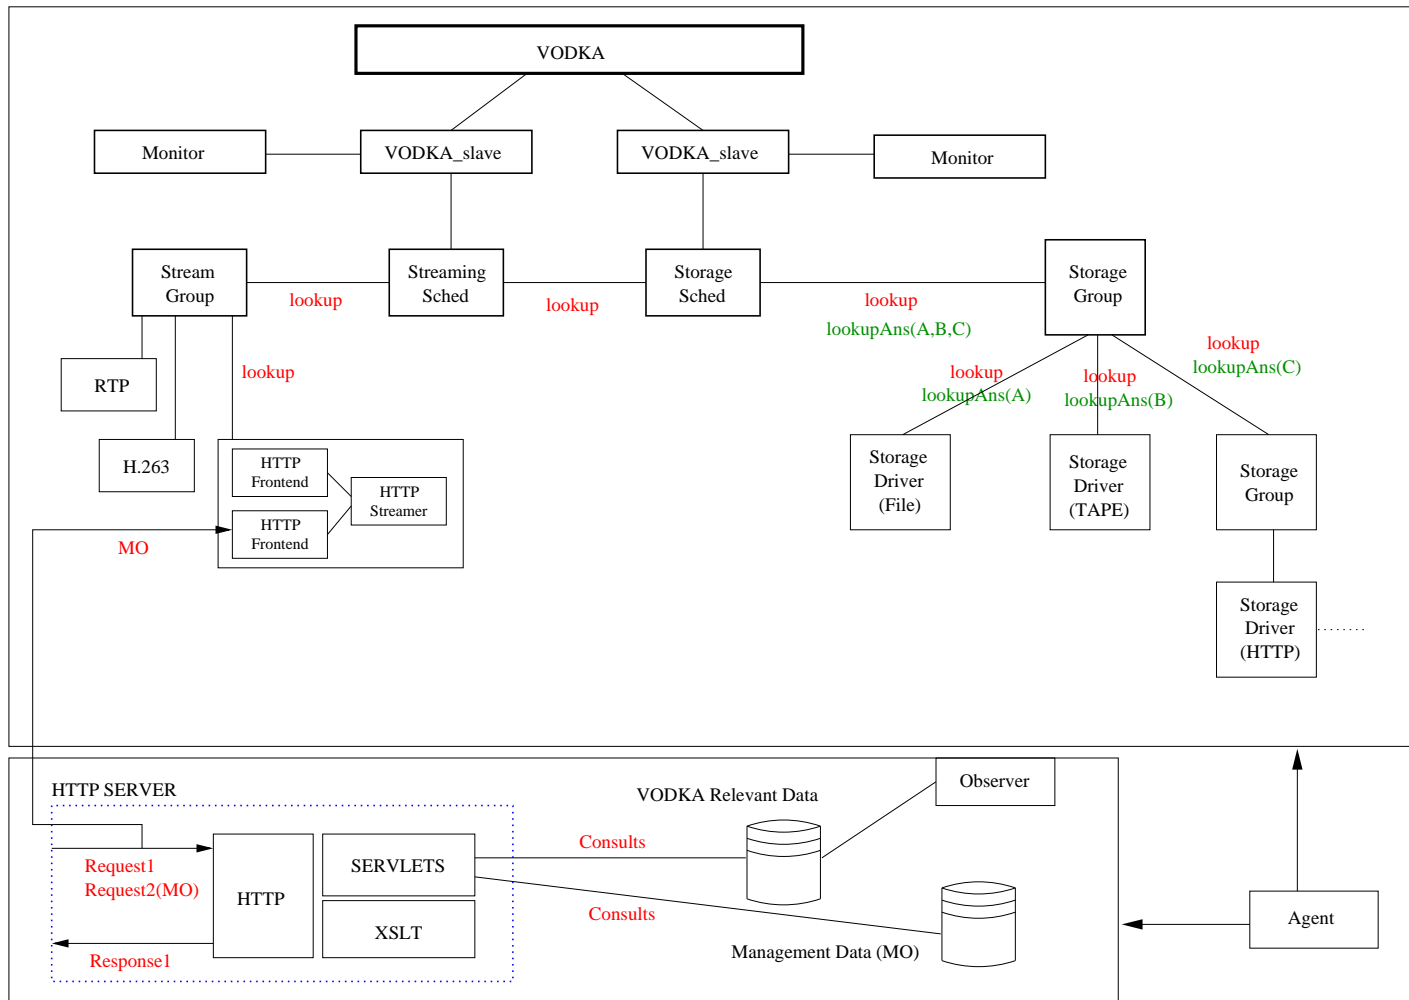 VODKA
Monitor
VODKA_slave
VODKA_slave
Monitor
Stream
Group
Streaming
Sched
Storage
Sched
Storage
Group
lookup
lookup
lookup
lookupAns(A,B,C)
lookup
lookupAns(C)
lookup
lookupAns(A)
lookup
lookupAns(B)
lookup
RTP
H.263
HTTP
Frontend
HTTP
Streamer
HTTP
Frontend
MO
Storage
Driver
(File)
Storage
Driver
(TAPE)
Storage
Group
Storage
Driver
(HTTP)
HTTP SERVER
VODKA Relevant Data
Observer
Request1
Request2(MO)
HTTP
SERVLETS
XSLT
Response1
Consults
Consults
Management Data (MO)
Agent